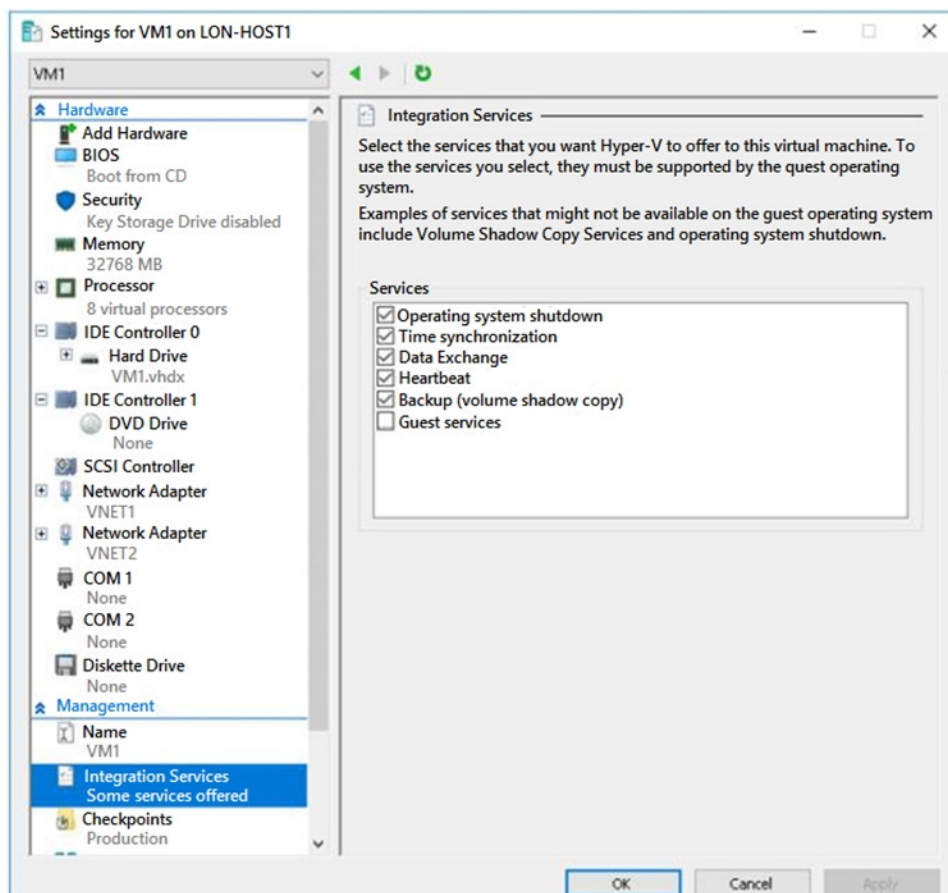 Settings for VM1 on LON-HOST1
VM1
Hardware
Add Hardware
BIOS
Boot from CD
Security
Key Storage Drive disabled
Memory
32768 MB
Processor
8 virtual processors
IDE Controller 0
Hard Drive
VM1.vhdx
IDE Controller 1
DVD Drive
None
SCSI Controller
Network Adapter
VNET1
Network Adapter
VNET2
COM 1
None
COM 2
None
Diskette Drive
None
Management
Name
VM1
Integration Services
Some services offered
Checkpoints
Production
Integration Services
Select the services that you want Hyper-V to offer to this virtual machine. To
use the services you select, they must be supported by the quest operating
system.
Examples of services that might not be available on the guest operating system
include Volume Shadow Copy Services and operating system shutdown.
Services
Operating system shutdown
Time synchronization
Data Exchange
Heartbeat
Backup (volume shadow copy)
Guest services
OK
Cancel
Apply